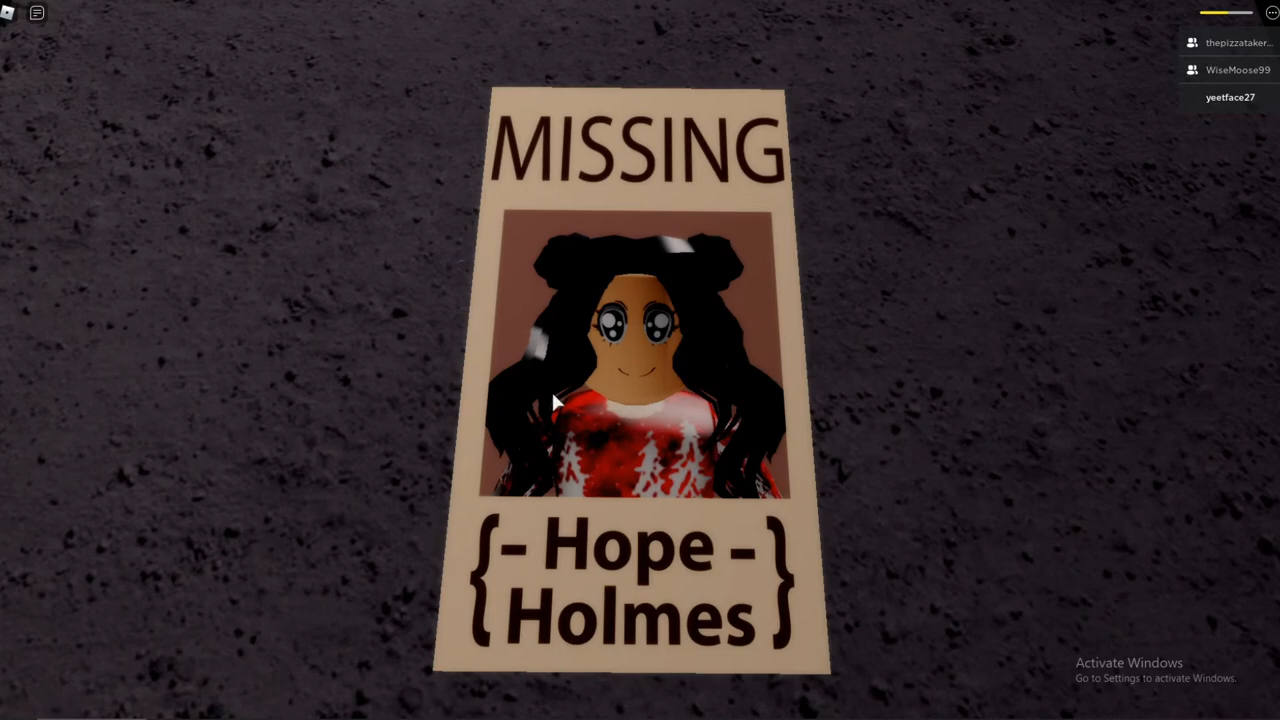 thepizzataker...
WiseMoose99
yeetface27
MISSING
{- Hope -}
Holmes
Activate Windows
Go to Settings to activate Windows.